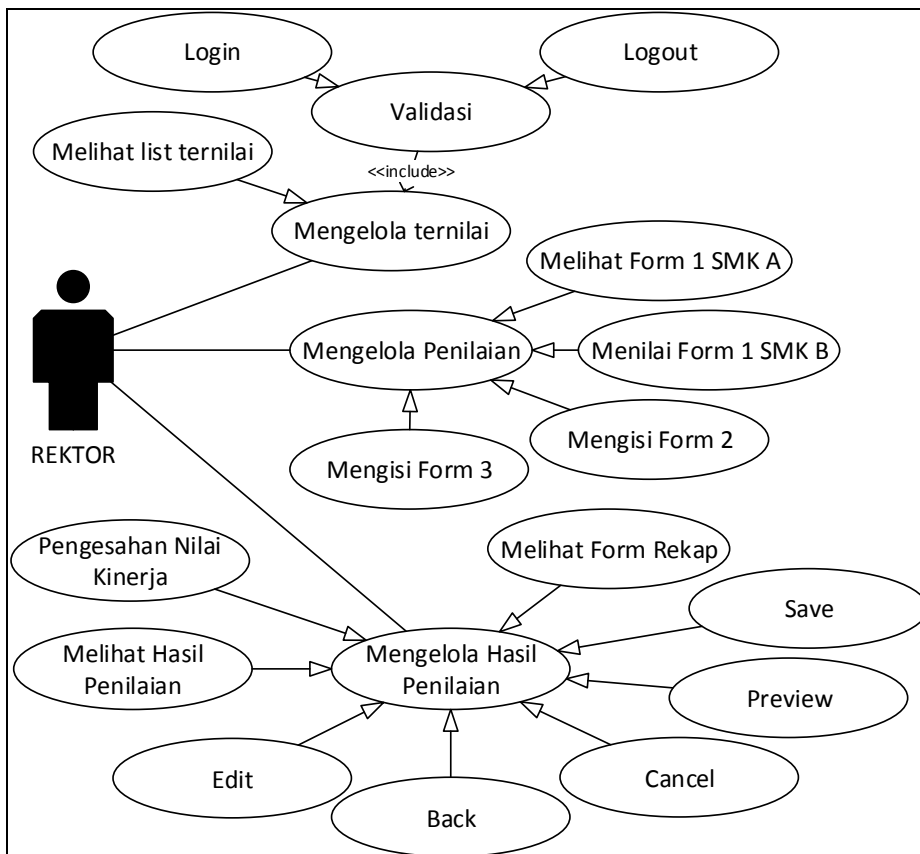 Login
Logout
Validasi
Melihat list ternilai
<<include>>
Mengelola ternilai
Melihat Form 1 SMK A
Mengelola Penilaian
Menilai Form 1 SMK B
REKTOR
Mengisi Form 3
Mengisi Form 2
Pengesahan Nilai
Kinerja
Melihat Form Rekap
Save
Melihat Hasil
Penilaian
Mengelola Hasil
Penilaian
Preview
Edit
Back
Cancel